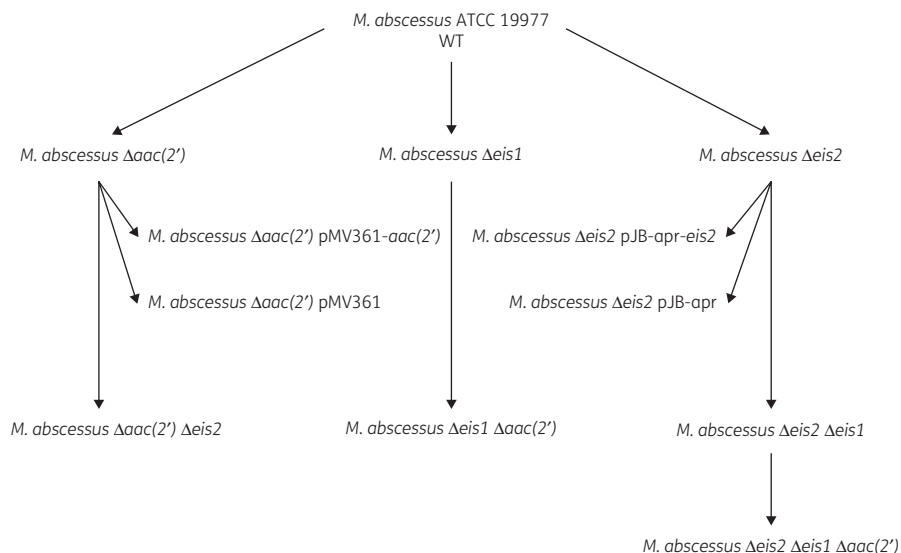 M. abscessus ATCC 19977
WT
M. abscessus Δaac(2′)
M. abscessus Δeis1
M. abscessus Δeis2
M. abscessus Δaac(2′) pMV361-aac(2′)
M. abscessus Δeis2 pJB-apr-eis2
M. abscessus Δaac(2′) pMV361
M. abscessus Δeis2 pJB-apr
M. abscessus Δaac(2′) Δeis2
M. abscessus Δeis1 Δaac(2′)
M. abscessus Δeis2 Δeis1
M. abscessus Δeis2 Δeis1 Δaac(2′)